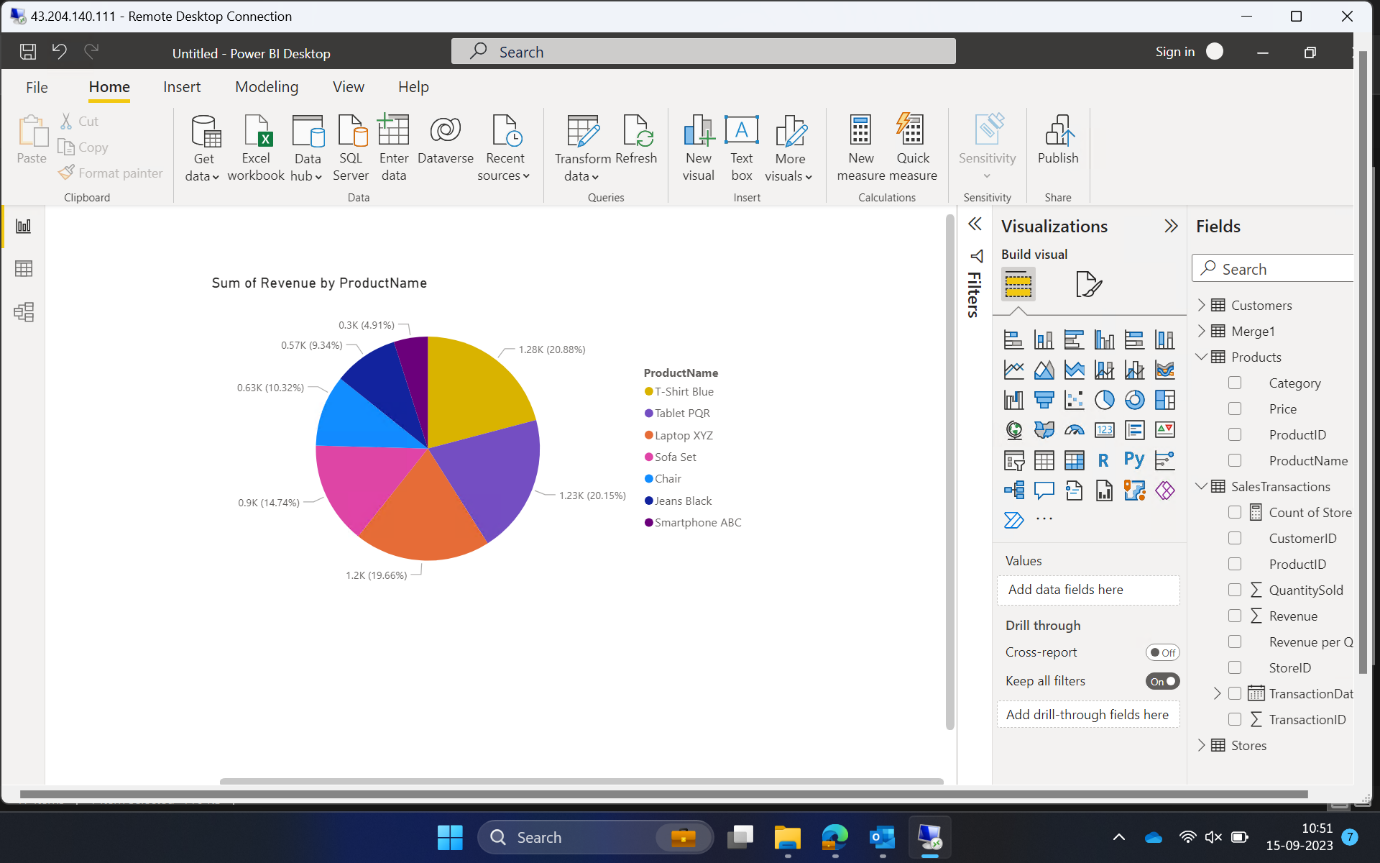 43.204.140.111 - Remote Desktop Connection
Untitled - Power BI Desktop
Search
Sign in
File Home Insert Modeling View Help
Paste
Cut
Copy
Format painter
Clipboard
Get data
Excel workbook
Data hub
SQL Server
Enter data
Dataverse
Recent sources
Data
Transform data
Refresh
Queries
New visual
Text box
More visuals
Insert
New measure
Quick measure
Calculations
Sensitivity
Sensitivity
Publish
Share
Sum of Revenue by ProductName
0.3K (4.91%)
0.57K (9.34%)
1.28K (20.88%)
0.63K (10.32%)
1.23K (20.15%)
0.9K (14.74%)
1.2K (19.66%)
ProductName
T-Shirt Blue
Tablet PQR
Laptop XYZ
Sofa Set
Chair
Jeans Black
Smartphone ABC
Filters
Visualizations
Build visual
123
R
Py
Values
Add data fields here
Drill through
Cross-report
Off
Keep all filters
On
Add drill-through fields here
Fields
Search
Customers
Merge1
Products
Category
Price
ProductID
ProductName
SalesTransactions
Count of Store
CustomerID
ProductID
QuantitySold
Revenue
Revenue per Q
StoreID
TransactionDat
TransactionID
Stores
Search
10:51
15-09-2023
7